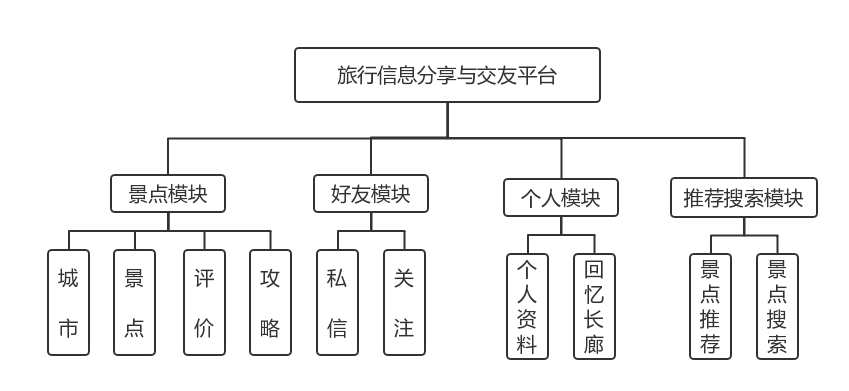 旅行信息分享与交友平台
景点模块
好友模块
个人模块
推荐搜索模块
城市
景点
评价
攻略
私信
关注
个人资料
回忆长廊
景点推荐
景点搜索